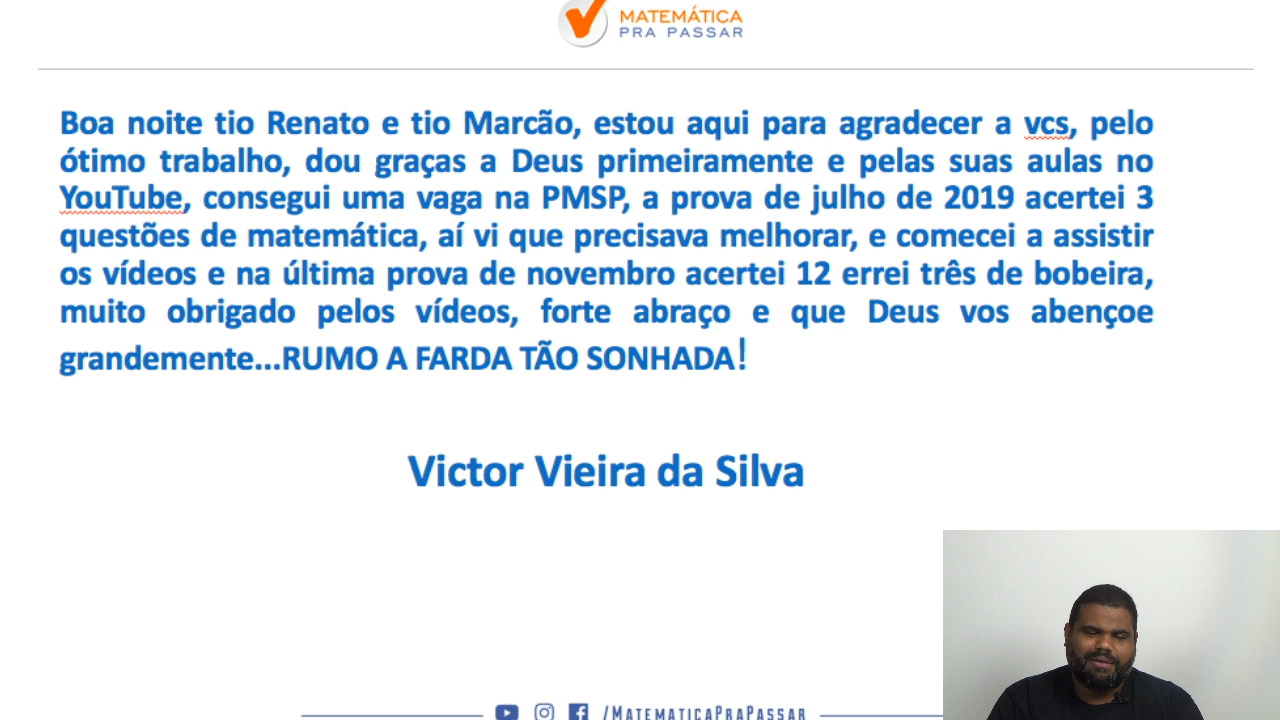 MATEMÁTICA
PRA PASSAR
Boa noite tio Renato e tio Marcão, estou aqui para agradecer a vcs, pelo
ótimo trabalho, dou graças a Deus primeiramente e pelas suas aulas no
YouTube, consegui uma vaga na PMSP, a prova de julho de 2019 acertei 3
questões de matemática, aí vi que precisava melhorar, e comecei a assistir
os vídeos e na última prova de novembro acertei 12 errei três de bobeira,
muito obrigado pelos vídeos, forte abraço e que Deus vos abençoe
grandemente...RUMO A FARDA TÃO SONHADA!
Victor Vieira da Silva
/MATEMATICAPRAPASSAR